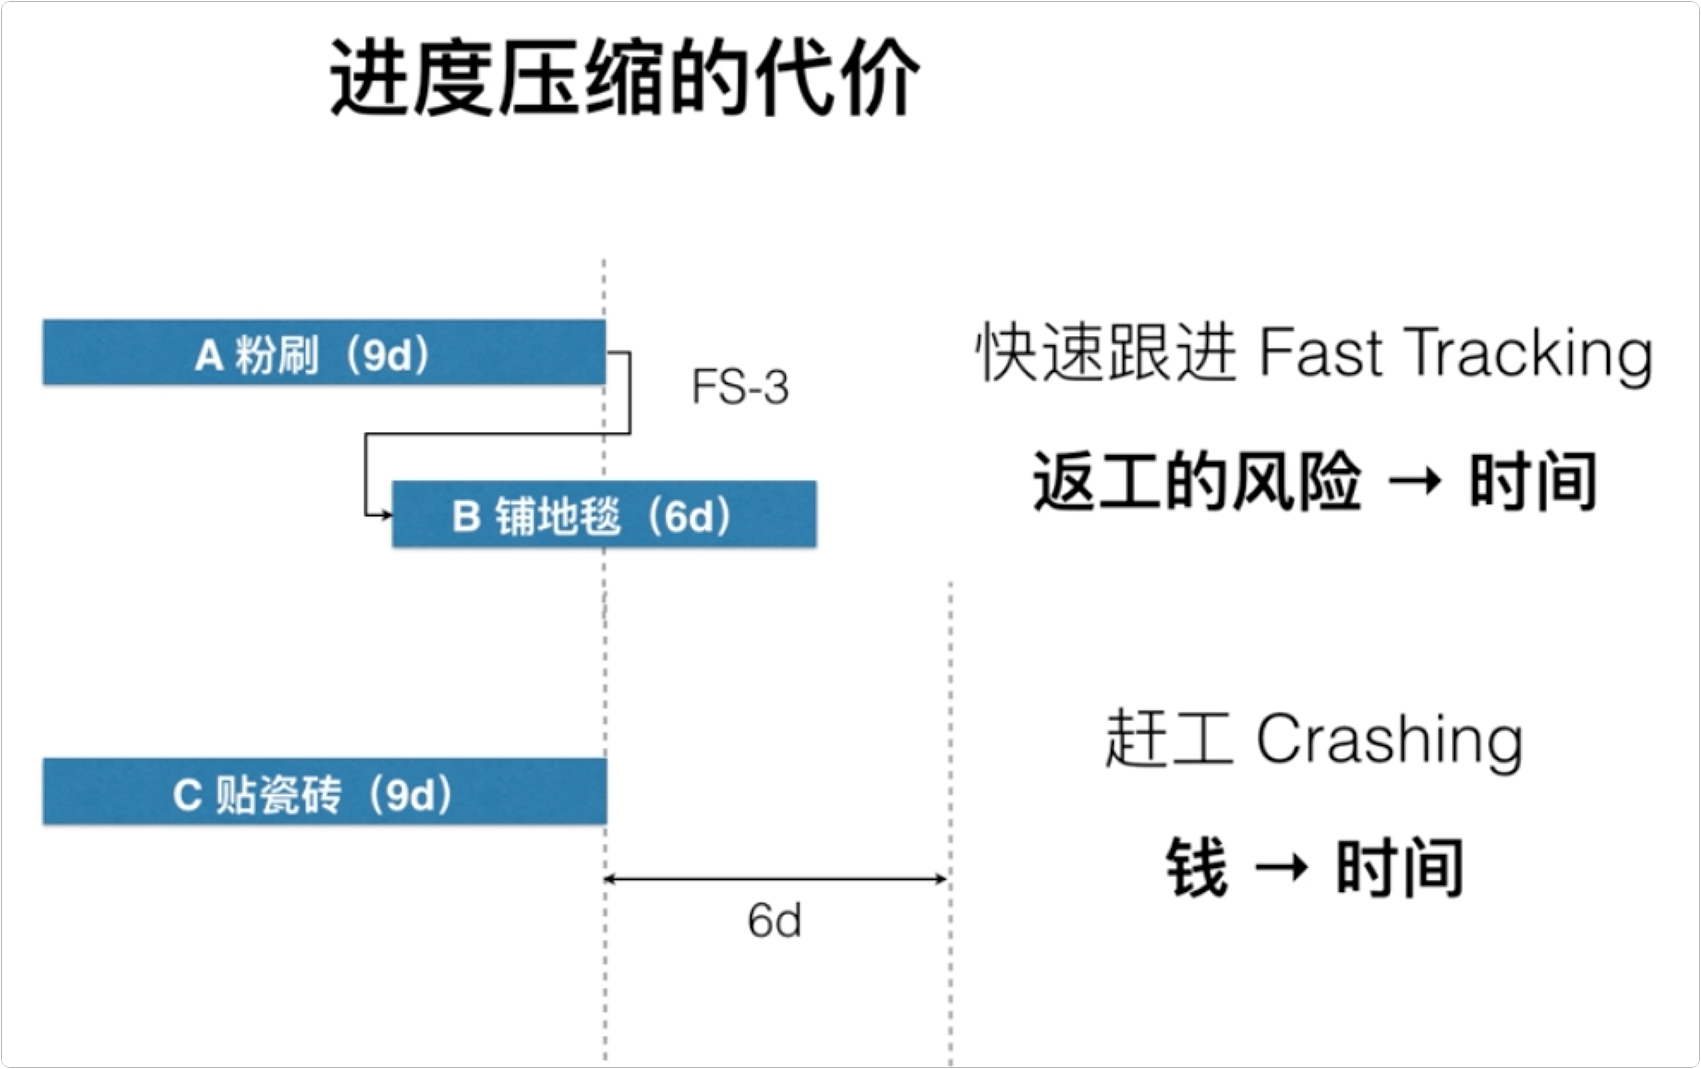 进度压缩的代价
A 粉刷（9d）
FS-3
快速跟进 Fast Tracking
返工的风险 → 时间
B 铺地毯（6d）
赶工 Crashing
C 贴瓷砖（9d）
钱 → 时间
6d